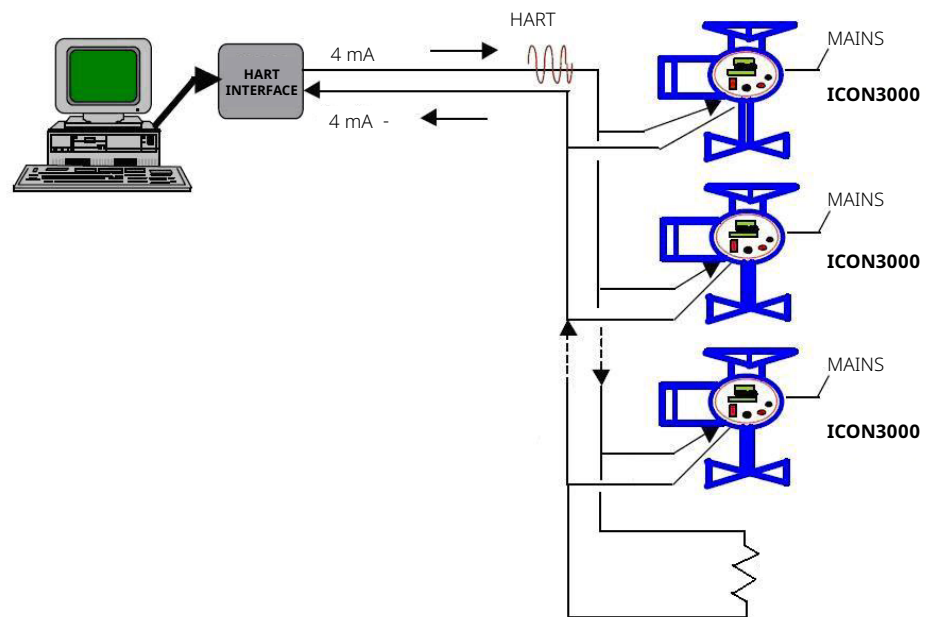 HART
4 mA
HART
INTERFACE
4 mA -
MAINS
ICON3000
MAINS
ICON3000
MAINS
ICON3000